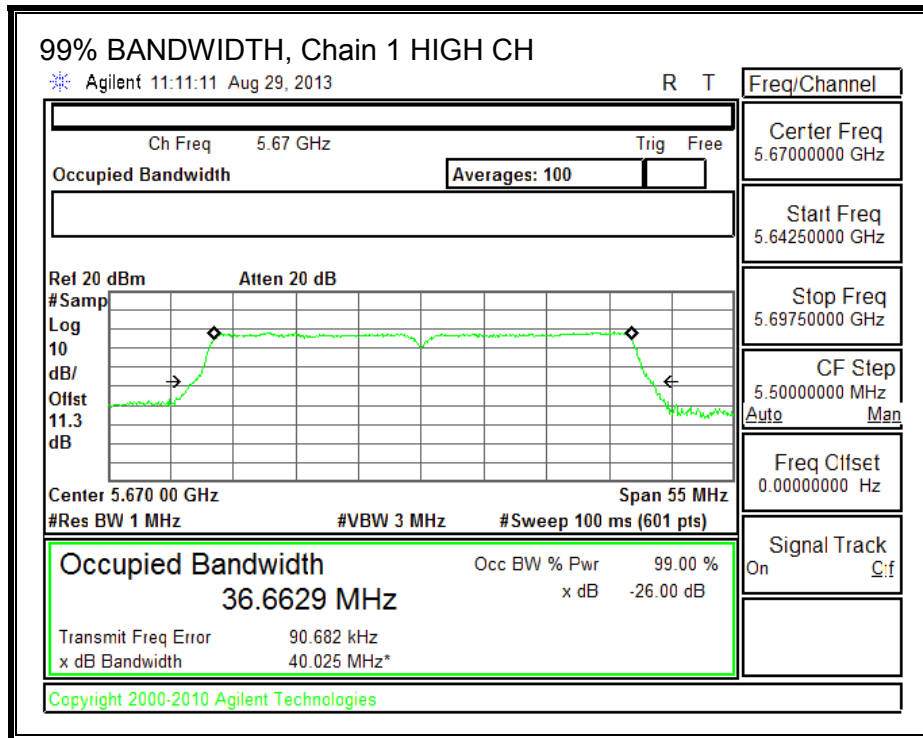 99% BANDWIDTH, Chain 1 HIGH CH
Agilent 11:11:11 Aug 29, 2013 R T
Ch Freq 5.67 GHz Trig Free
Occupied Bandwidth Averages: 100
Ref 20 dBm Atten 20 dB
#Samp
Log
10
dB/
Offst
11.3
dB
Center 5.670 00 GHz Span 55 MHz
#Res BW 1 MHz #VBW 3 MHz #Sweep 100 ms (601 pts)
Occupied Bandwidth Occ BW % Pwr 99.00 %
36.6629 MHz x dB -26.00 dB
Transmit Freq Error 90.682 kHz
x dB Bandwidth 40.025 MHz*
Copyright 2000-2010 Agilent Technologies
Freq/Channel
Center Freq
5.67000000 GHz
Start Freq
5.64250000 GHz
Stop Freq
5.69750000 GHz
CF Step
5.50000000 MHz
Auto Man
Freq Offset
0.00000000 Hz
Signal Track
On Off